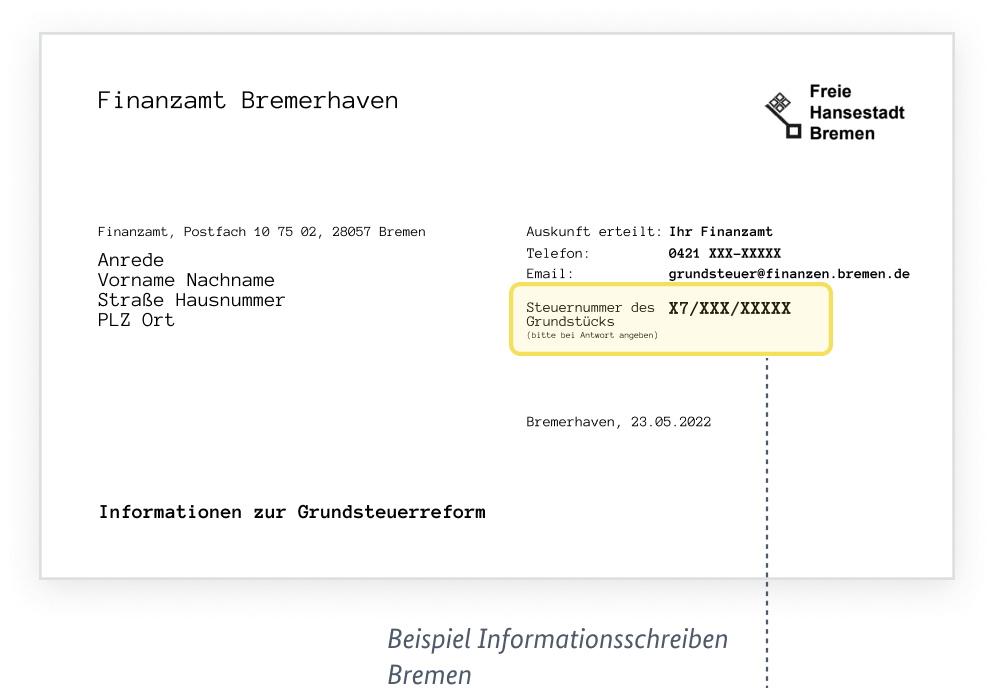 Finanzamt Bremerhaven
Freie
Hansestadt
Bremen
Finanzamt, Postfach 10 75 02, 28057 Bremen
Anrede
Vorname Nachname
Straße Hausnummer
PLZ Ort
Auskunft erteilt: Ihr Finanzamt
Telefon: 0421 XXX-XXXXX
Email: grundsteuer@finanzen.bremen.de
Steuernummer des X7/XXX/XXXXX
Grundstücks
(bitte bei Antwort angeben)
Bremerhaven, 23.05.2022
Informationen zur Grundsteuerreform
Beispiel Informationsschreiben
Bremen